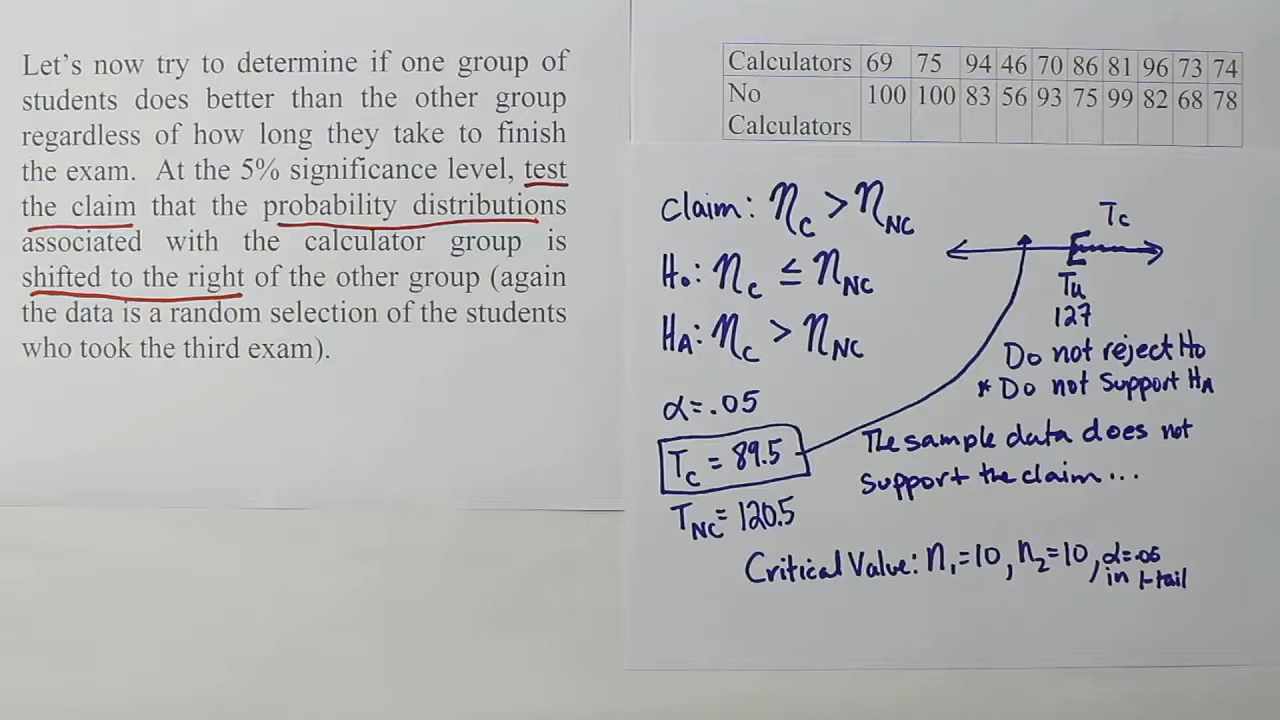 Let's now try to determine if one group of
students does better than the other group
regardless of how long they take to finish
the exam. At the 5% significance level, test
the claim that the probability distributions
associated with the calculator group is
shifted to the right of the other group (again
the data is a random selection of the students
who took the third exam).
Calculators 69 75 94 46 70 86 81 96 73 74
No 100 100 83 56 93 75 99 82 68 78
Calculators
Claim: η_C > η_NC
H₀: η_C ≤ η_NC
H_A: η_C > η_NC
α = .05
T_C = 89.5
T_NC = 120.5
T_C
T_u
127
Do not reject H₀
* Do not support H_A
The sample data does not
support the claim...
Critical Value: n₁=10, n₂=10, α=.05
in 1-tail